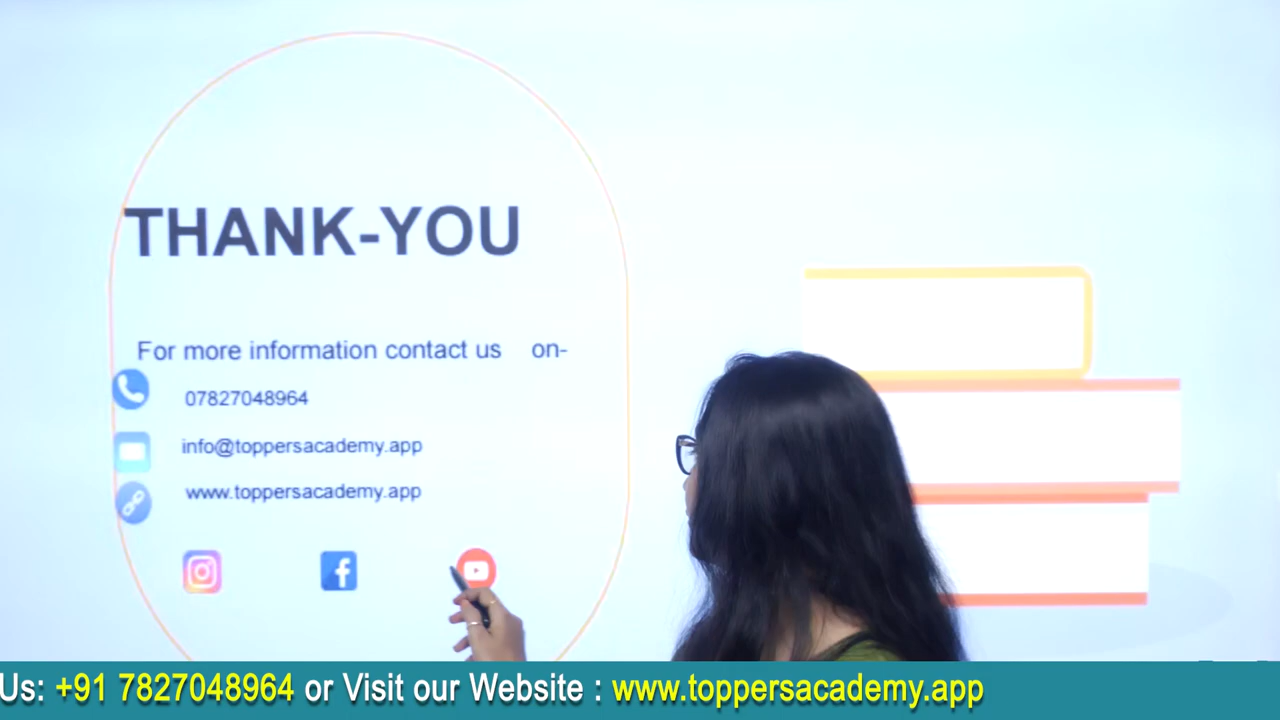 THANK-YOU
For more information contact us on-
07827048964
info@toppersacademy.app
www.toppersacademy.app
Us: +91 7827048964 or Visit our Website : www.toppersacademy.app